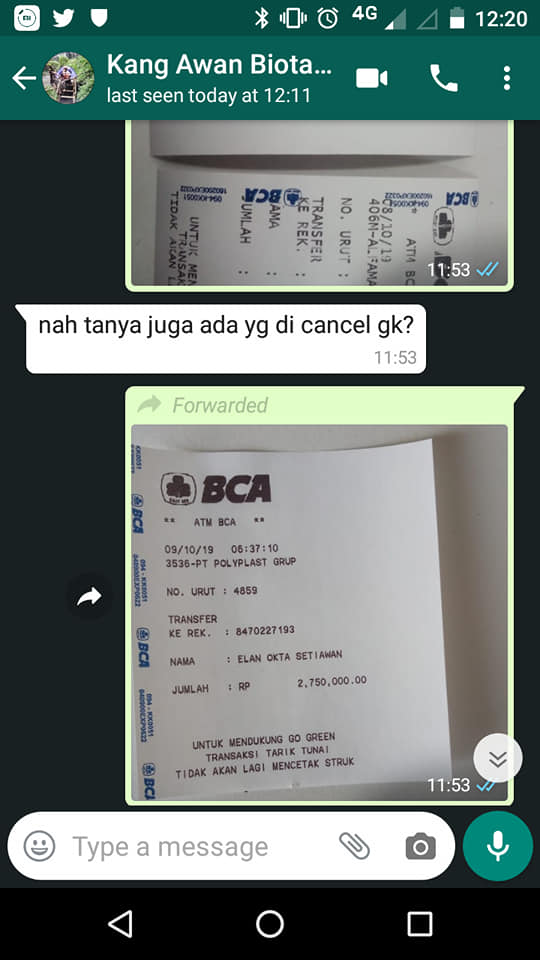 4G
12:20
Kang Awan Biota...
last seen today at 12:11
BCA
ATM BC
08/10/19
NO. URUT :
TRANSFER
KE REK. :
JUMLAH :
UNTUK MEN
TRANSAK
TIDAK AKAN L
11:53
nah tanya juga ada yg di cancel gk?
11:53
Forwarded
BCA
** ATM BCA **
09/10/19 06:37:10
3536-PT POLYPLAST GRUP
NO. URUT : 4859
TRANSFER
KE REK. : 8470227193
NAMA : ELAN OKTA SETIAWAN
JUMLAH : RP 2,750,000.00
UNTUK MENDUKUNG GO GREEN
TRANSAKSI TARIK TUNAI
TIDAK AKAN LAGI MENCETAK STRUK
BCA
BCA
11:53
Type a message